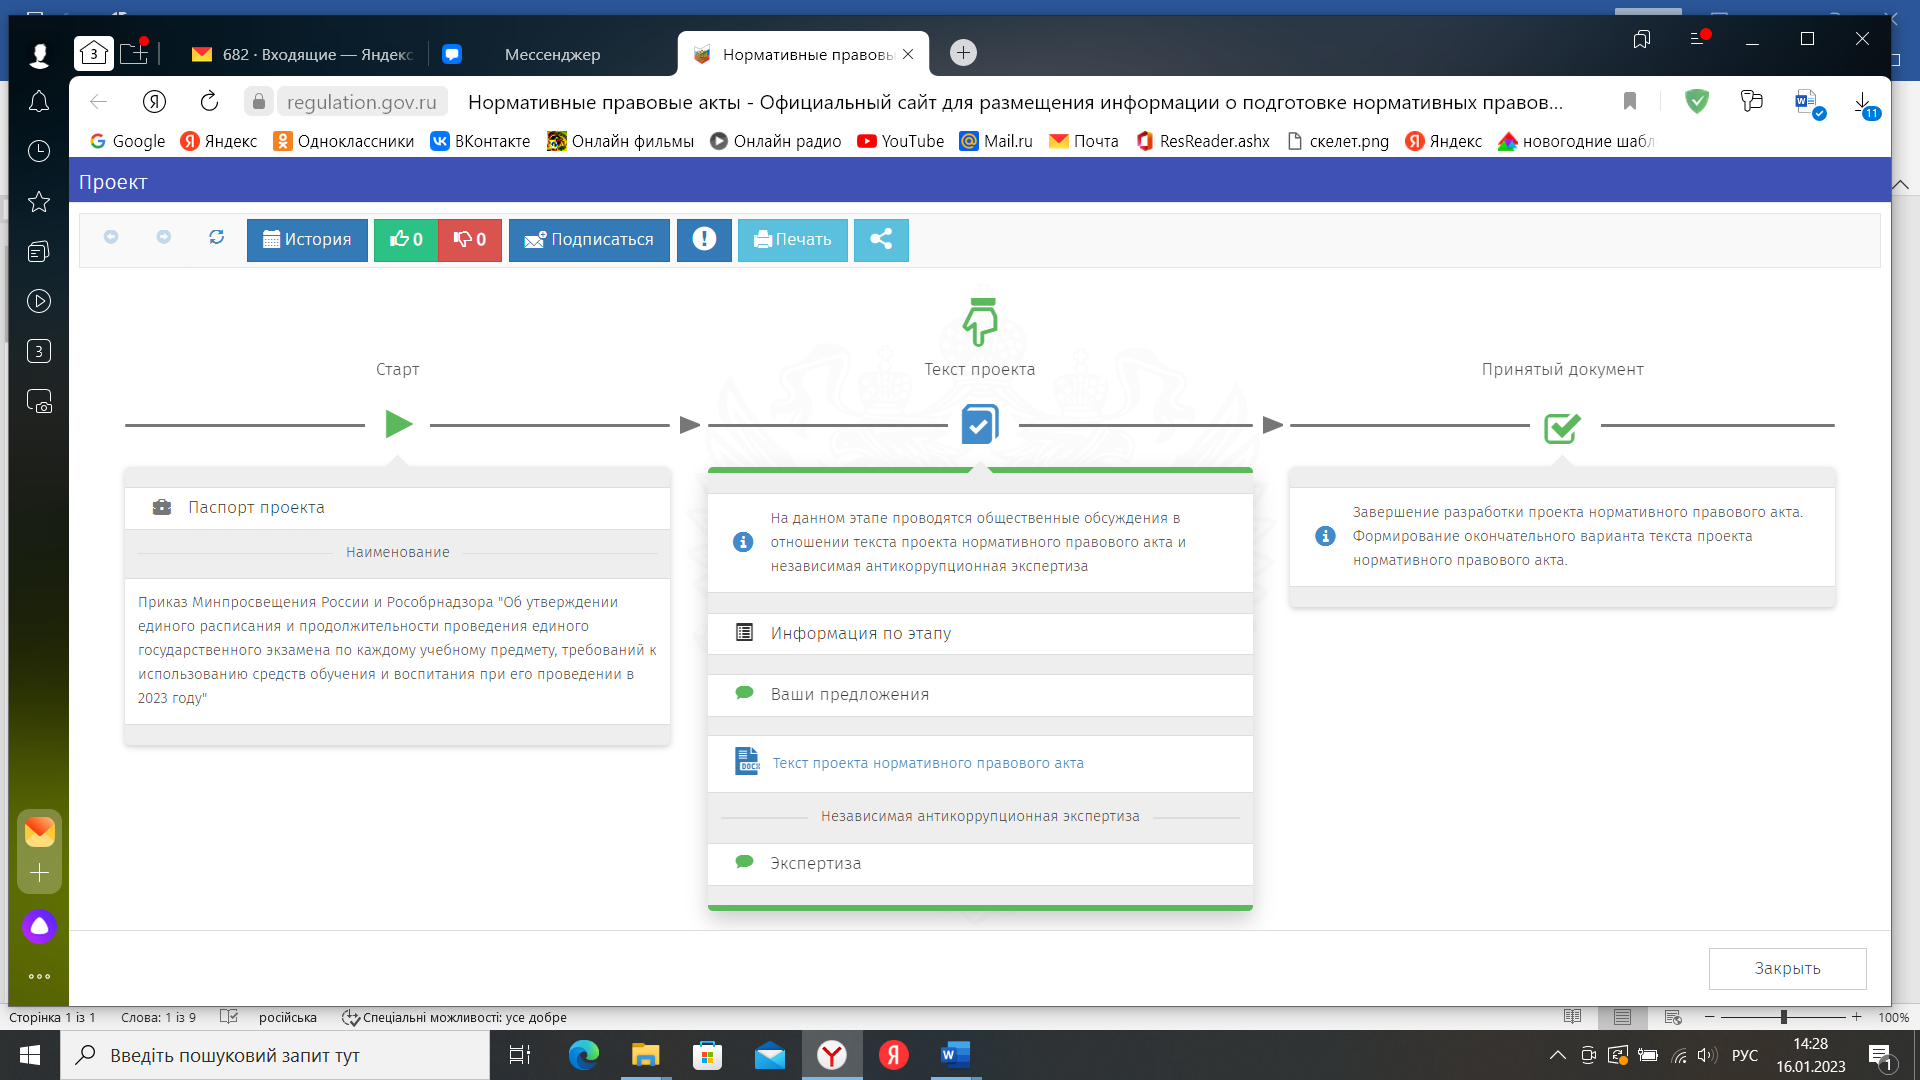 3
682 · Входящие — Яндекс
Мессенджер
Нормативные правовы
Я
regulation.gov.ru
Нормативные правовые акты - Официальный сайт для размещения информации о подготовке нормативных правов...
11
Google
Яндекс
Одноклассники
ВКонтакте
Онлайн фильмы
Онлайн радио
YouTube
Mail.ru
Почта
ResReader.ashx
скелет.png
Яндекс
новогодние шабл
Проект
История
0
0
Подписаться
Печать
3
Старт
Текст проекта
Принятый документ
Паспорт проекта
Наименование
Приказ Минпросвещения России и Рособрнадзора "Об утверждении
единого расписания и продолжительности проведения единого
государственного экзамена по каждому учебному предмету, требований к
использованию средств обучения и воспитания при его проведении в
2023 году"
На данном этапе проводятся общественные обсуждения в
отношении текста проекта нормативного правового акта и
независимая антикоррупционная экспертиза
Информация по этапу
Ваши предложения
DOCX
Текст проекта нормативного правового акта
Независимая антикоррупционная экспертиза
Экспертиза
Завершение разработки проекта нормативного правового акта.
Формирование окончательного варианта текста проекта
нормативного правового акта.
Закрыть
Сторінка 1 із 1
Слова: 1 із 9
російська
Спеціальні можливості: усе добре
100%
Введіть пошуковий запит тут
РУС
14:28
16.01.2023
1